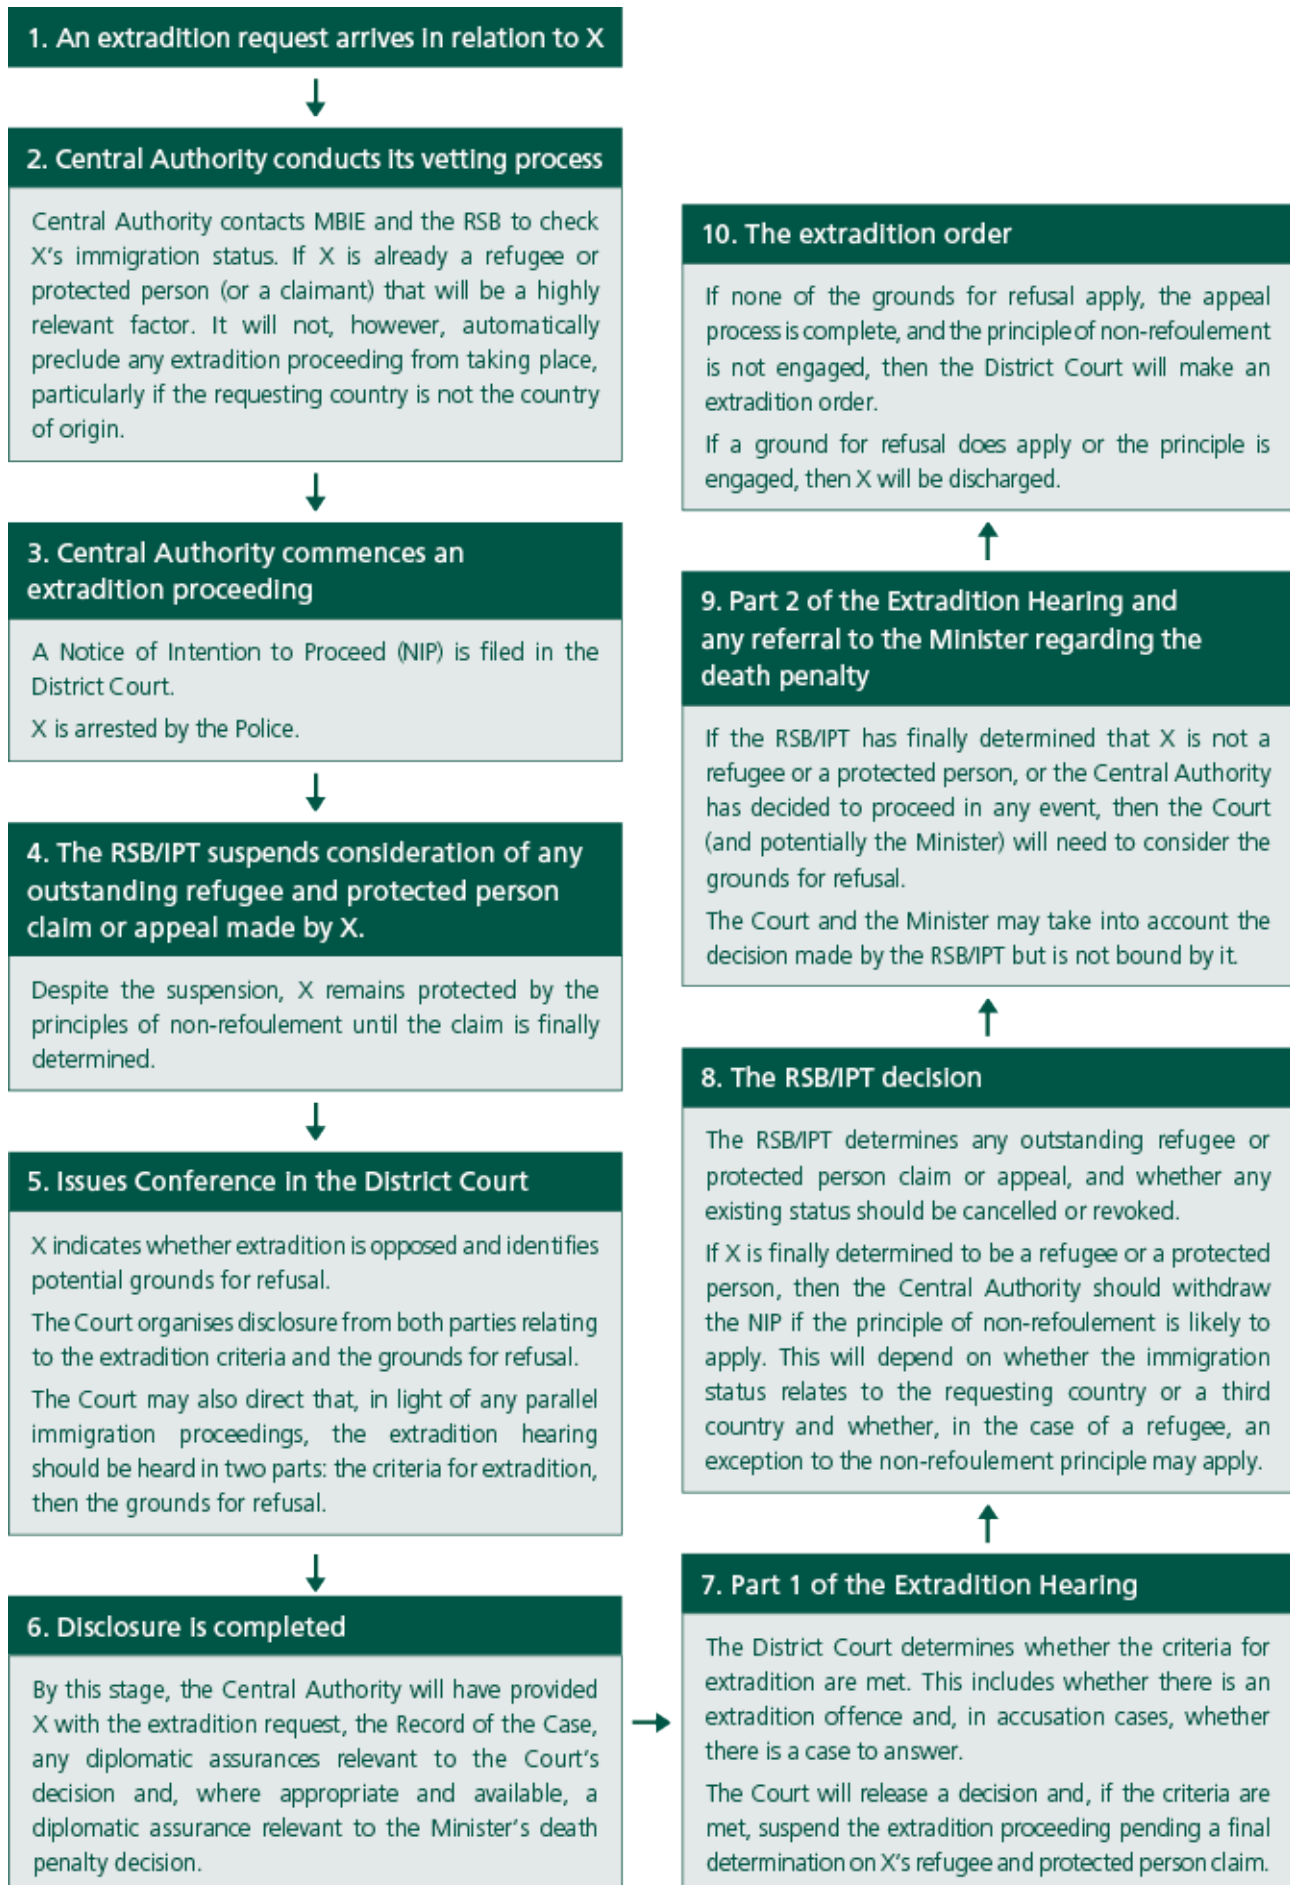 1. An extradition request arrives in relation to X
2. Central Authority conducts its vetting process
Central Authority contacts MBIE and the RSB to check
X's immigration status. If X is already a refugee or
protected person (or a claimant) that will be a highly
relevant factor. It will not, however, automatically
preclude any extradition proceeding from taking place,
particularly if the requesting country is not the country
of origin.
3. Central Authority commences an
extradition proceeding
A Notice of Intention to Proceed (NIP) is filed in the
District Court.
X is arrested by the Police.
4. The RSB/IPT suspends consideration of any
outstanding refugee and protected person
claim or appeal made by X.
Despite the suspension, X remains protected by the
principles of non-refoulement until the claim is finally
determined.
5. Issues Conference in the District Court
X indicates whether extradition is opposed and identifies
potential grounds for refusal.
The Court organises disclosure from both parties relating
to the extradition criteria and the grounds for refusal.
The Court may also direct that, in light of any parallel
immigration proceedings, the extradition hearing
should be heard in two parts: the criteria for extradition,
then the grounds for refusal.
6. Disclosure is completed
By this stage, the Central Authority will have provided
X with the extradition request, the Record of the Case,
any diplomatic assurances relevant to the Court's
decision and, where appropriate and available, a
diplomatic assurance relevant to the Minister's death
penalty decision.
7. Part 1 of the Extradition Hearing
The District Court determines whether the criteria for
extradition are met. This includes whether there is an
extradition offence and, in accusation cases, whether
there is a case to answer.
The Court will release a decision and, if the criteria are
met, suspend the extradition proceeding pending a final
determination on X's refugee and protected person claim.
8. The RSB/IPT decision
The RSB/IPT determines any outstanding refugee or
protected person claim or appeal, and whether any
existing status should be cancelled or revoked.
If X is finally determined to be a refugee or a protected
person, then the Central Authority should withdraw
the NIP if the principle of non-refoulement is likely to
apply. This will depend on whether the immigration
status relates to the requesting country or a third
country and whether, in the case of a refugee, an
exception to the non-refoulement principle may apply.
9. Part 2 of the Extradition Hearing and
any referral to the Minister regarding the
death penalty
If the RSB/IPT has finally determined that X is not a
refugee or a protected person, or the Central Authority
has decided to proceed in any event, then the Court
(and potentially the Minister) will need to consider the
grounds for refusal.
The Court and the Minister may take into account the
decision made by the RSB/IPT but is not bound by it.
10. The extradition order
If none of the grounds for refusal apply, the appeal
process is complete, and the principle of non-refoulement
is not engaged, then the District Court will make an
extradition order.
If a ground for refusal does apply or the principle is
engaged, then X will be discharged.